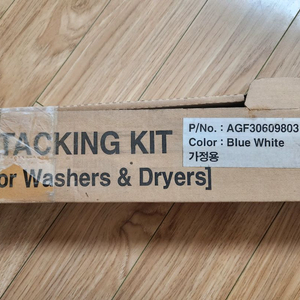 TACKING KIT
or Washers & Dryers]
P/No. : AGF30609803
Color : Blue White
가정용